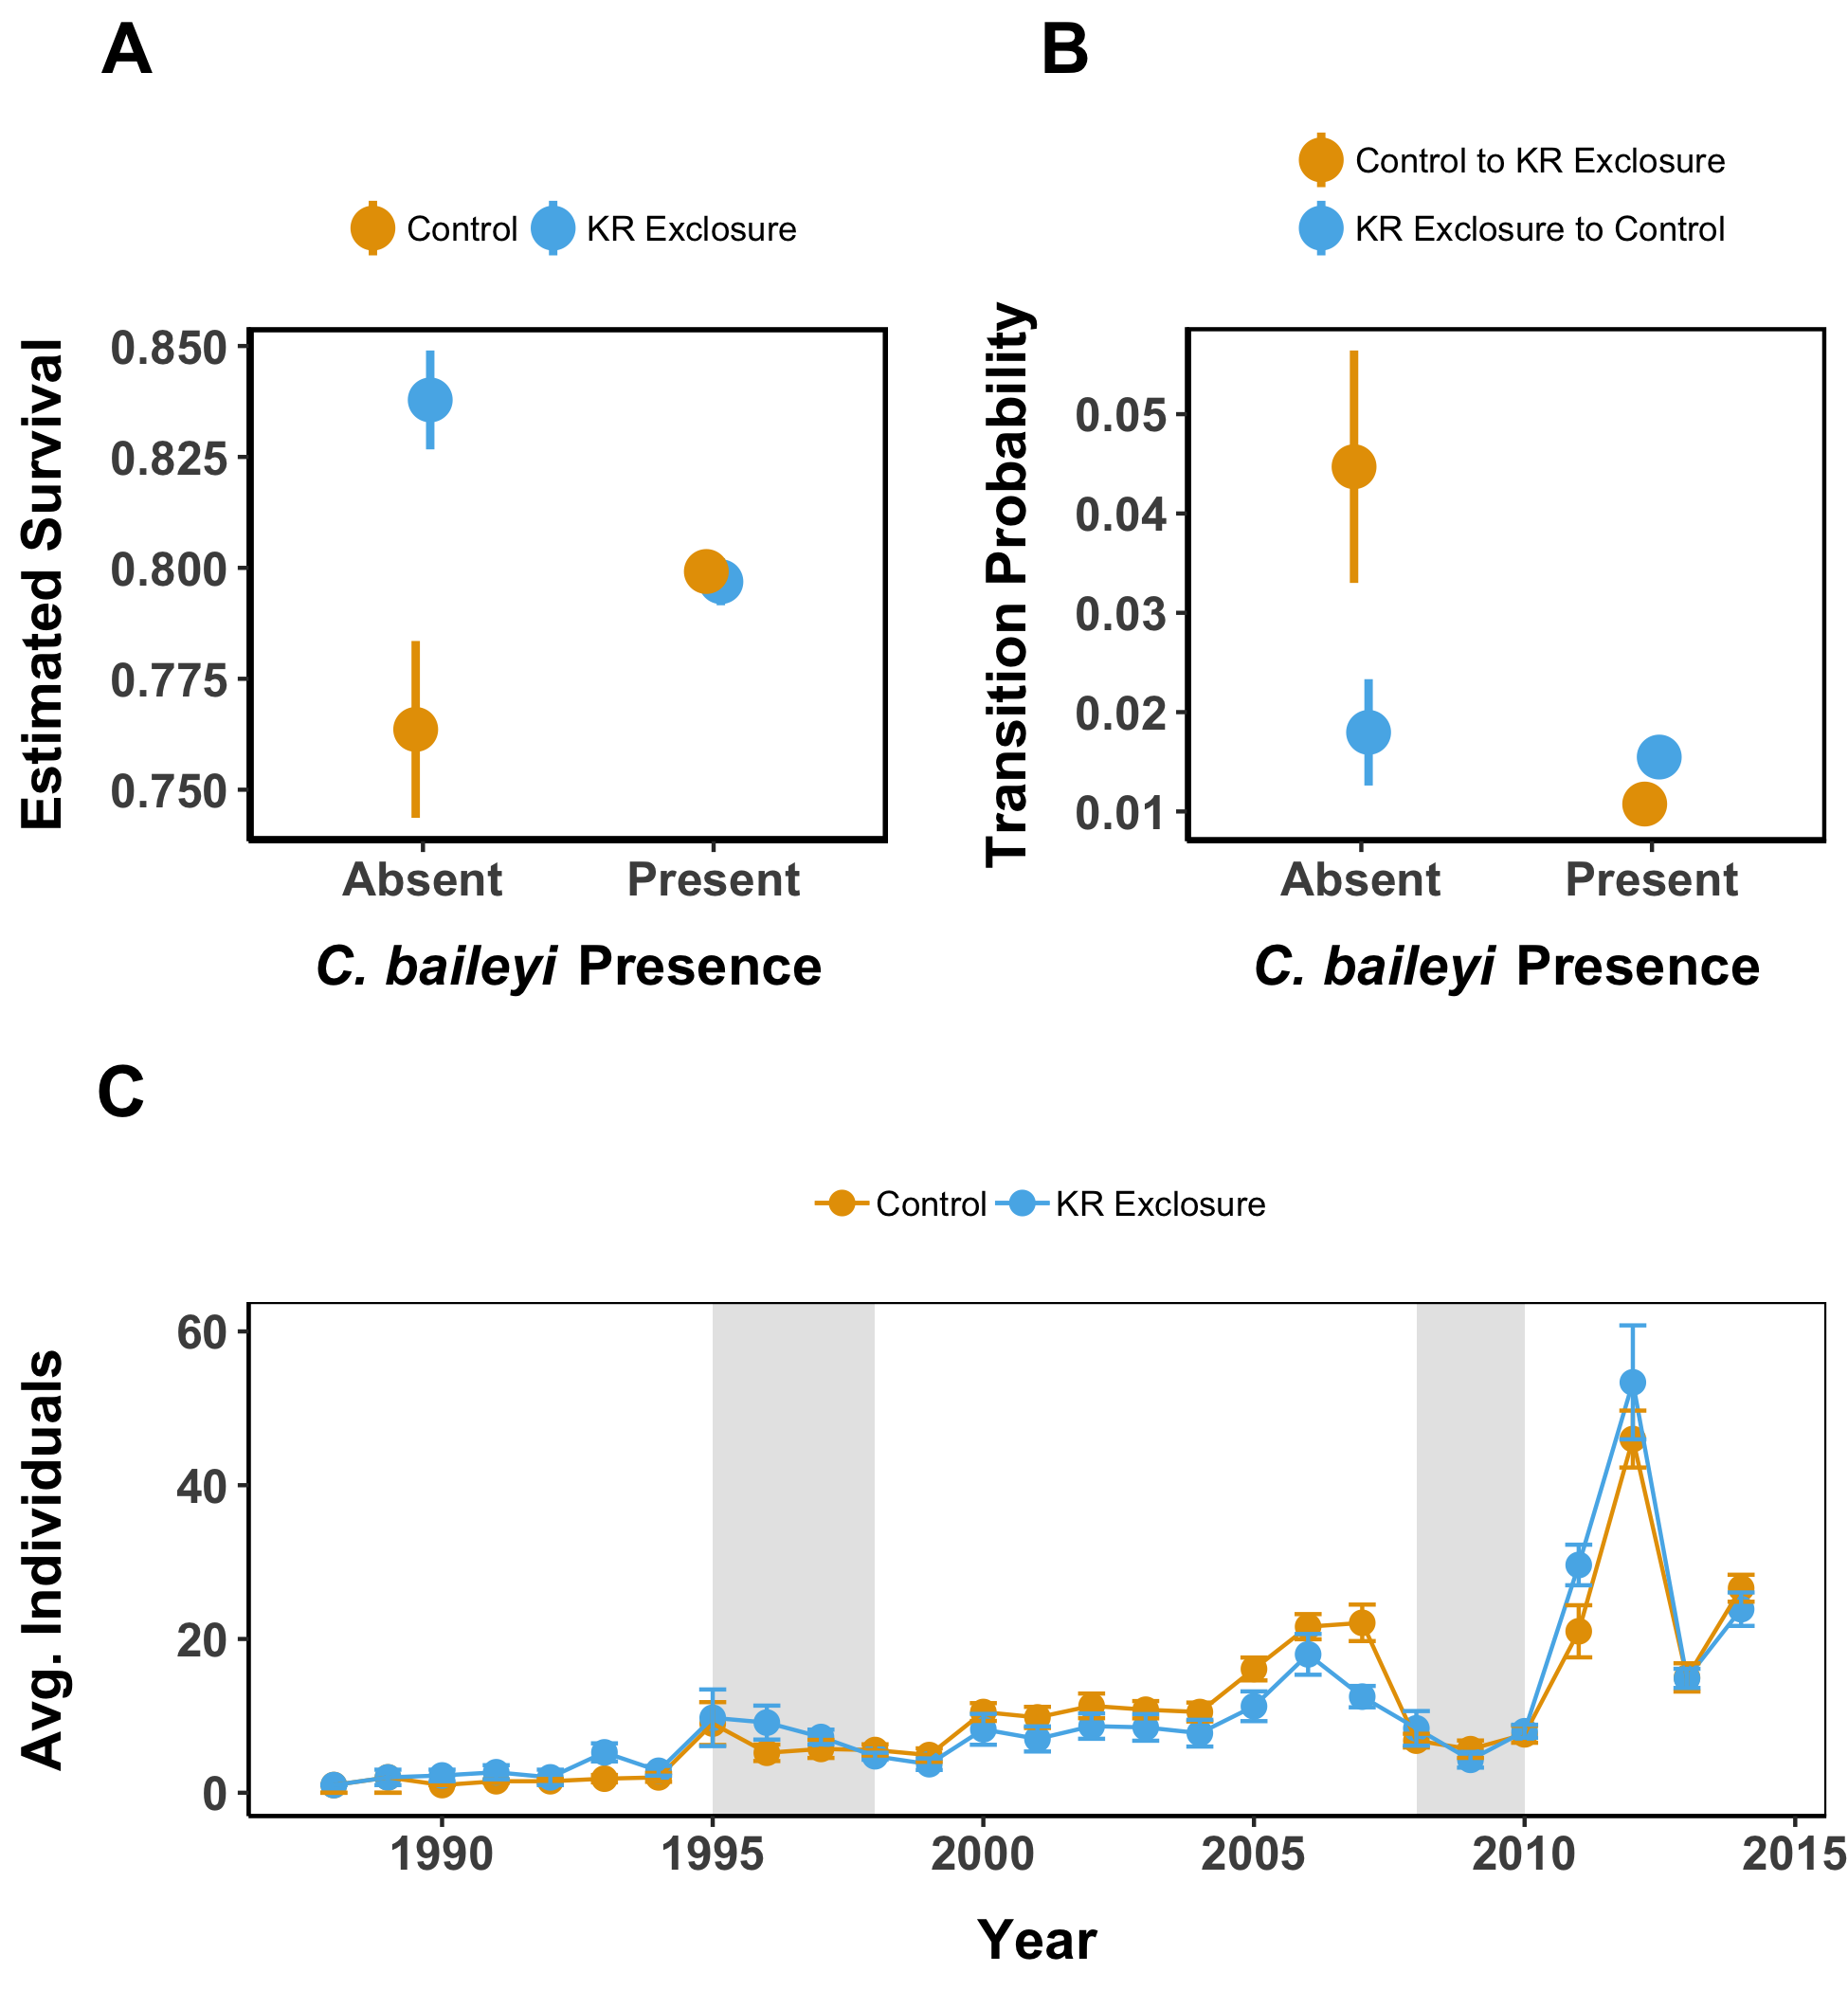 A
Control KR Exclosure
Estimated Survival
0.850
0.825
0.800
0.775
0.750
Absent Present
C. baileyi Presence
B
Control to KR Exclosure
KR Exclosure to Control
Transition Probability
0.05
0.04
0.03
0.02
0.01
Absent Present
C. baileyi Presence
C
Control KR Exclosure
Avg. Individuals
60
40
20
0
1990 1995 2000 2005 2010 2015
Year